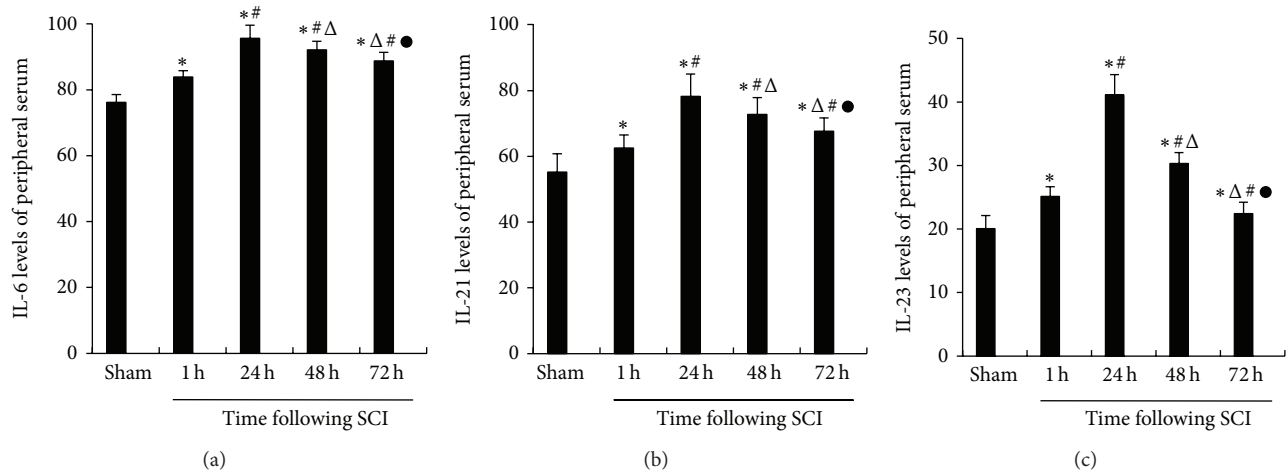 IL-6 levels of peripheral serum
100
80
60
40
20
0
*
* #
* # Δ
* Δ # ●
Sham 1 h 24 h 48 h 72 h
Time following SCI
(a)
IL-21 levels of peripheral serum
100
80
60
40
20
0
*
* #
* # Δ
* Δ # ●
Sham 1 h 24 h 48 h 72 h
Time following SCI
(b)
IL-23 levels of peripheral serum
50
40
30
20
10
0
*
* #
* # Δ
* Δ # ●
Sham 1 h 24 h 48 h 72 h
Time following SCI
(c)